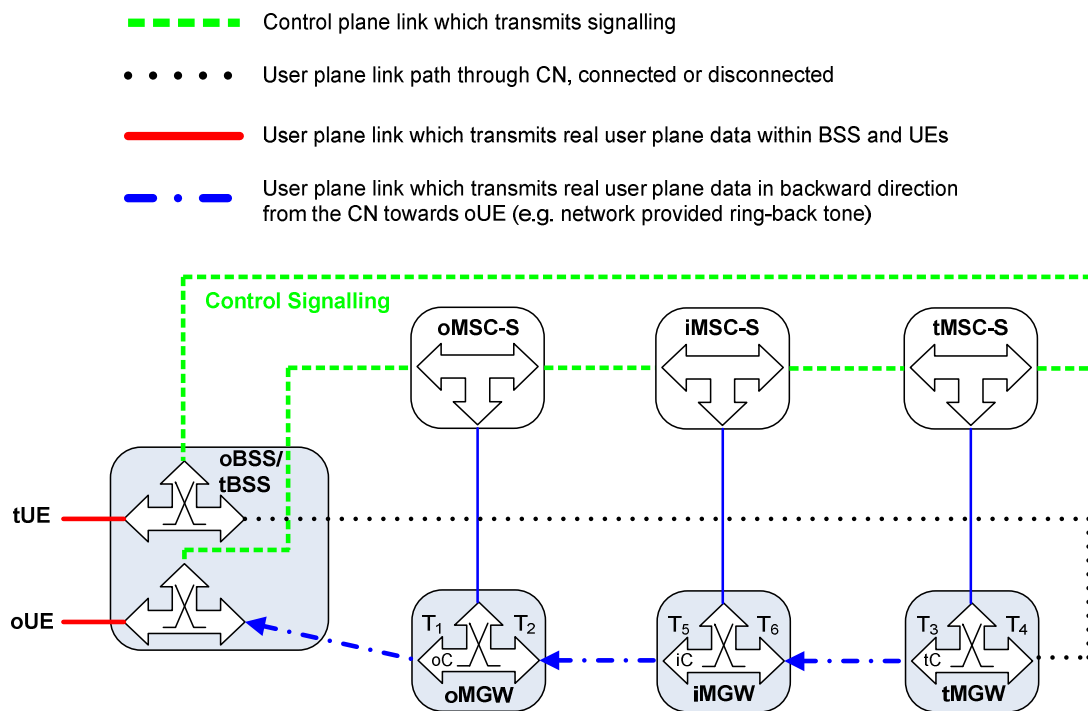 Control plane link which transmits signalling
User plane link path through CN, connected or disconnected
User plane link which transmits real user plane data within BSS and UEs
User plane link which transmits real user plane data in backward direction
from the CN towards oUE (e.g. network provided ring-back tone)
Control Signalling
oMSC-S
iMSC-S
tMSC-S
oBSS/
tBSS
tUE
oUE
T1
T2
oC
oMGW
T5
T6
iC
iMGW
T3
T4
tC
tMGW